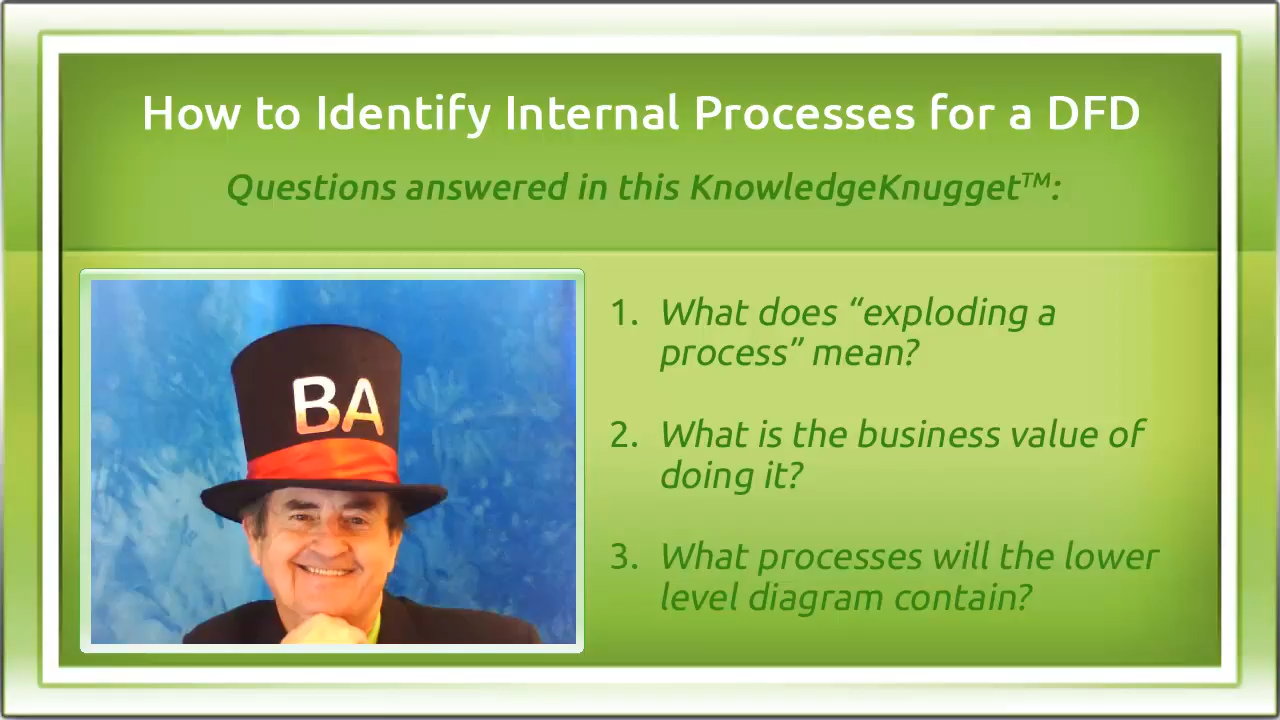 How to Identify Internal Processes for a DFD
Questions answered in this KnowledgeKnugget™:
BA
1. What does “exploding a
process” mean?
2. What is the business value of
doing it?
3. What processes will the lower
level diagram contain?